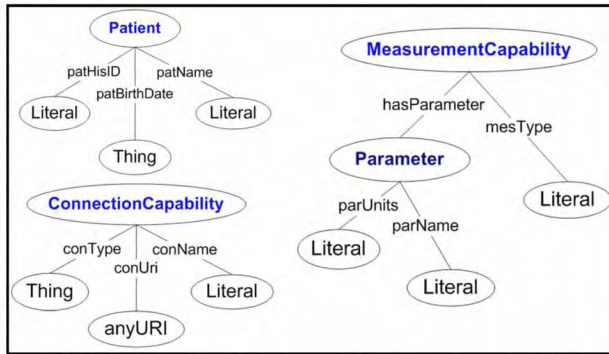 Patient
patHisID
patName
patBirthDate
Literal
Literal
Thing
ConnectionCapability
conType
conName
conUri
Thing
Literal
anyURI
MeasurementCapability
hasParameter
mesType
Parameter
Literal
parUnits
parName
Literal
Literal